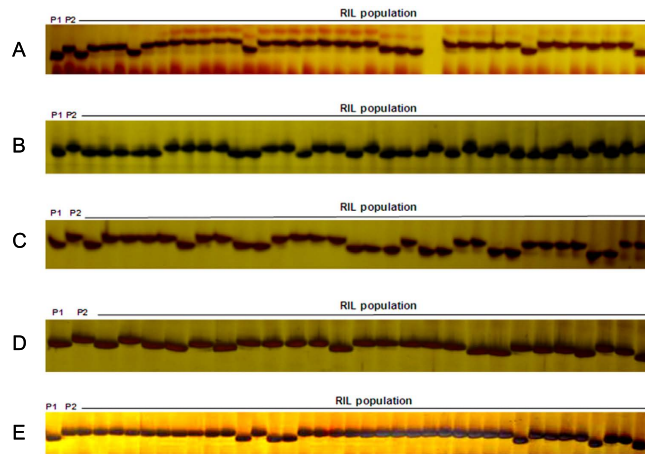 RIL population
P1 P2
A
RIL population
P1 P2
B
RIL population
P1 P2
C
RIL population
P1 P2
D
RIL population
P1 P2
E